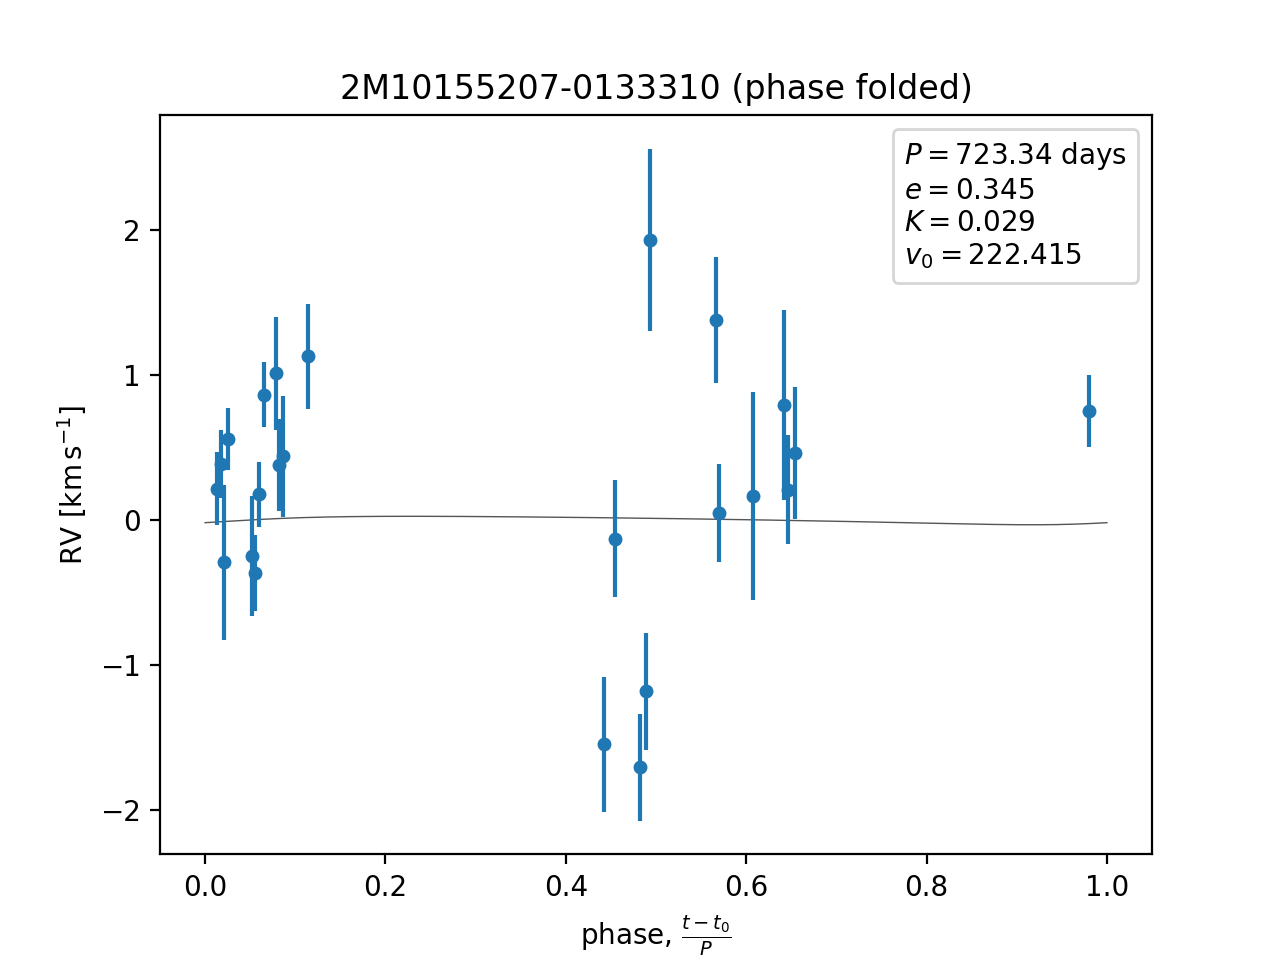 2M10155207-0133310 (phase folded)
P = 723.34 days
e = 0.345
K = 0.029
v₀ = 222.415
RV [km s⁻¹]
2
1
0
−1
−2
0.0 0.2 0.4 0.6 0.8 1.0
phase, (t − t₀)/P